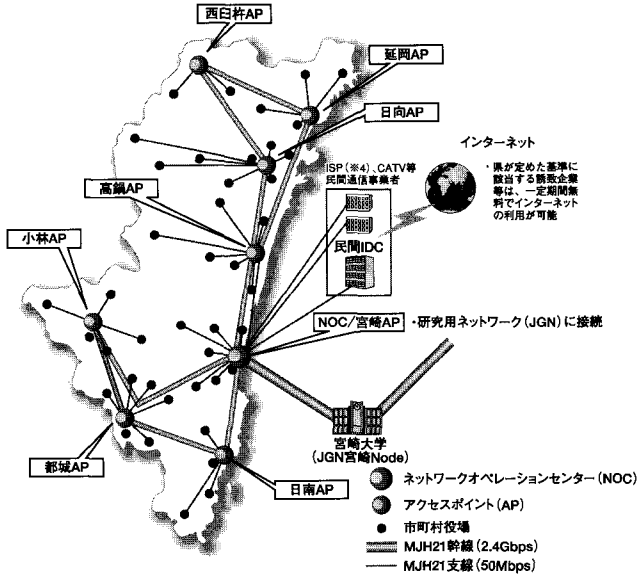 西臼杵AP
延岡AP
日向AP
インターネット
ISP(※4)、CATV等
民間通信事業者
・県が定めた基準に
該当する誘致企業
等は、一定期間無
料でインターネット
の利用が可能
高鍋AP
民間IDC
小林AP
NOC/宮崎AP
・研究用ネットワーク(JGN)に接続
宮崎大学
(JGN宮崎Node)
都城AP
日南AP
ネットワークオペレーションセンター(NOC)
アクセスポイント(AP)
市町村役場
MJH21幹線(2.4Gbps)
MJH21支線(50Mbps)